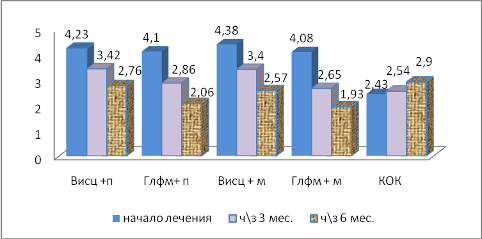 4,23 3,42 2,76 4,1 2,86 2,06 4,38 3,4 2,57 4,08 2,65 1,93 2,43 2,54 2,9
5
4
3
2
1
0
Висц +п Глфм+ п Висц + м Глфм + м КОК
начало лечения ч\з 3 мес. ч\з 6 мес.